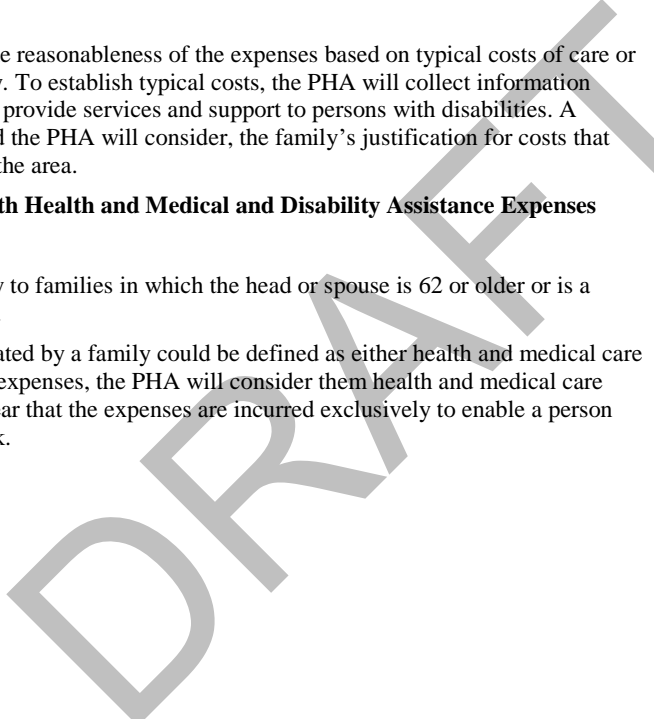 e reasonableness of the expenses based on typical costs of care or
. To establish typical costs, the PHA will collect information
provide services and support to persons with disabilities. A
the PHA will consider, the family's justification for costs that
the area.
th Health and Medical and Disability Assistance Expenses
to families in which the head or spouse is 62 or older or is a
ated by a family could be defined as either health and medical care
expenses, the PHA will consider them health and medical care
ar that the expenses are incurred exclusively to enable a person
k.
DRAFT